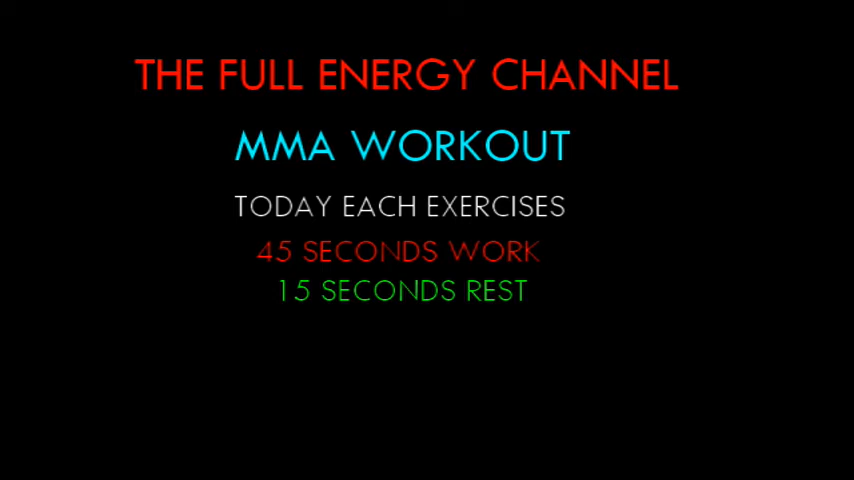 THE FULL ENERGY CHANNEL
MMA WORKOUT
TODAY EACH EXERCISES
45 SECONDS WORK
15 SECONDS REST